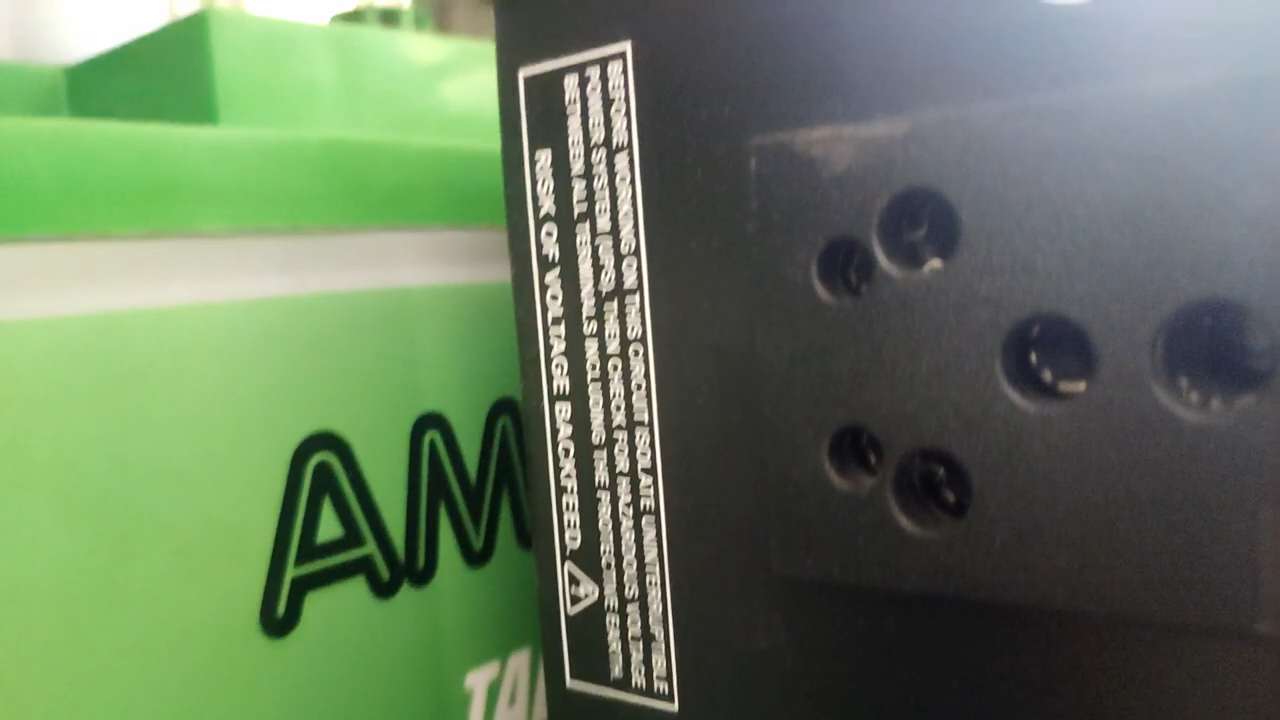 BEFORE WORKING ON THIS CIRCUIT ISOLATE UNINTERRUPTIBLE
POWER SYSTEM (UPS), THEN CHECK FOR HAZARDOUS VOLTAGE
BETWEEN ALL TERMINALS INCLUDING THE PROTECTIVE EARTH.
RISK OF VOLTAGE BACKFEED.
AM
TA